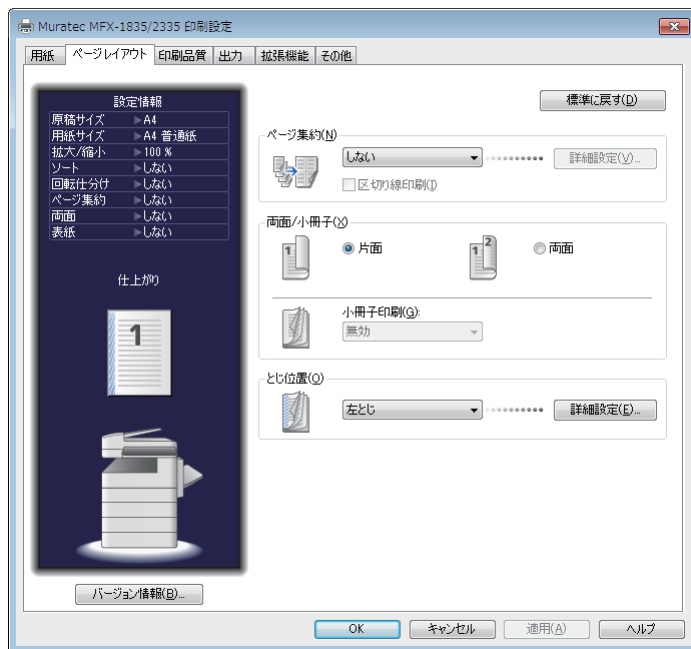 Muratec MFX-1835/2335 印刷設定
用紙 ページレイアウト 印刷品質 出力 拡張機能 その他
設定情報
原稿サイズ ▶A4
用紙サイズ ▶A4 普通紙
拡大/縮小 ▶100 %
ソート ▶しない
回転仕分け ▶しない
ページ集約 ▶しない
両面 ▶しない
表紙 ▶しない
仕上がり
1
バージョン情報(B)...
標準に戻す(D)
ページ集約(N)
しない 詳細設定(V)...
区切り線印刷(I)
両面/小冊子(X)
1 片面 1 2 両面
小冊子印刷(G):
無効
とじ位置(O)
左とじ 詳細設定(E)...
OK キャンセル 適用(A) ヘルプ